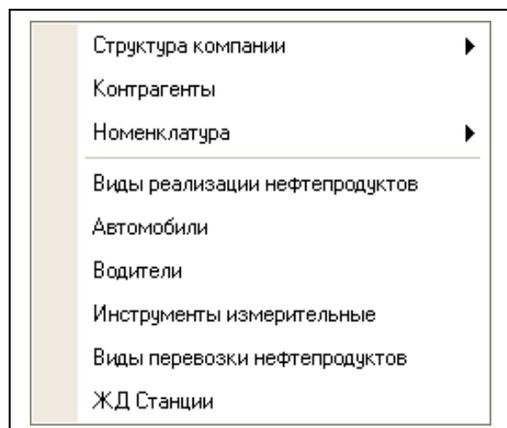 Структура компании
Контрагенты
Номенклатура
Виды реализации нефтепродуктов
Автомобили
Водители
Инструменты измерительные
Виды перевозки нефтепродуктов
ЖД Станции